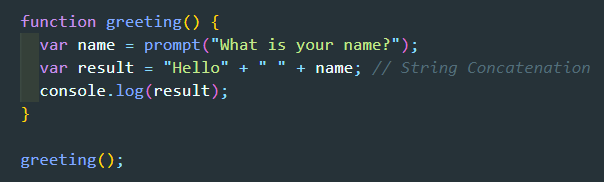 function greeting() {
  var name = prompt("What is your name?");
  var result = "Hello" + " " + name; // String Concatenation
  console.log(result);
}

greeting();